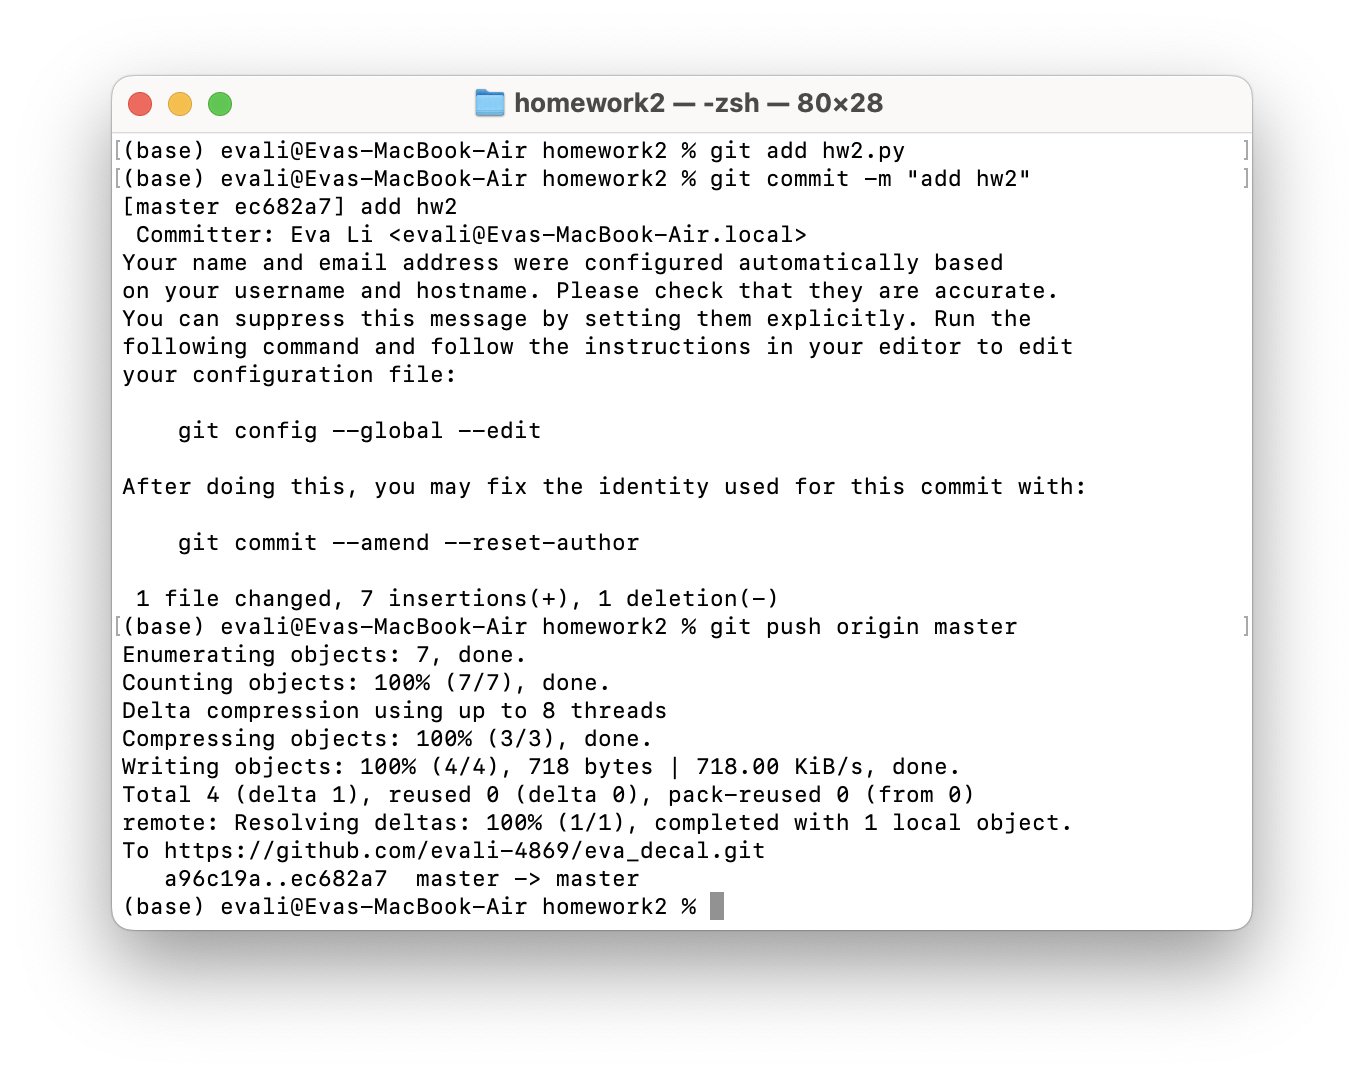 homework2 — -zsh — 80×28
[(base) evali@Evas-MacBook-Air homework2 % git add hw2.py ]
[(base) evali@Evas-MacBook-Air homework2 % git commit -m "add hw2" ]
[master ec682a7] add hw2
 Committer: Eva Li <evali@Evas-MacBook-Air.local>
Your name and email address were configured automatically based
on your username and hostname. Please check that they are accurate.
You can suppress this message by setting them explicitly. Run the
following command and follow the instructions in your editor to edit
your configuration file:

    git config --global --edit

After doing this, you may fix the identity used for this commit with:

    git commit --amend --reset-author

 1 file changed, 7 insertions(+), 1 deletion(-)
[(base) evali@Evas-MacBook-Air homework2 % git push origin master ]
Enumerating objects: 7, done.
Counting objects: 100% (7/7), done.
Delta compression using up to 8 threads
Compressing objects: 100% (3/3), done.
Writing objects: 100% (4/4), 718 bytes | 718.00 KiB/s, done.
Total 4 (delta 1), reused 0 (delta 0), pack-reused 0 (from 0)
remote: Resolving deltas: 100% (1/1), completed with 1 local object.
To https://github.com/evali-4869/eva_decal.git
   a96c19a..ec682a7  master -> master
(base) evali@Evas-MacBook-Air homework2 %